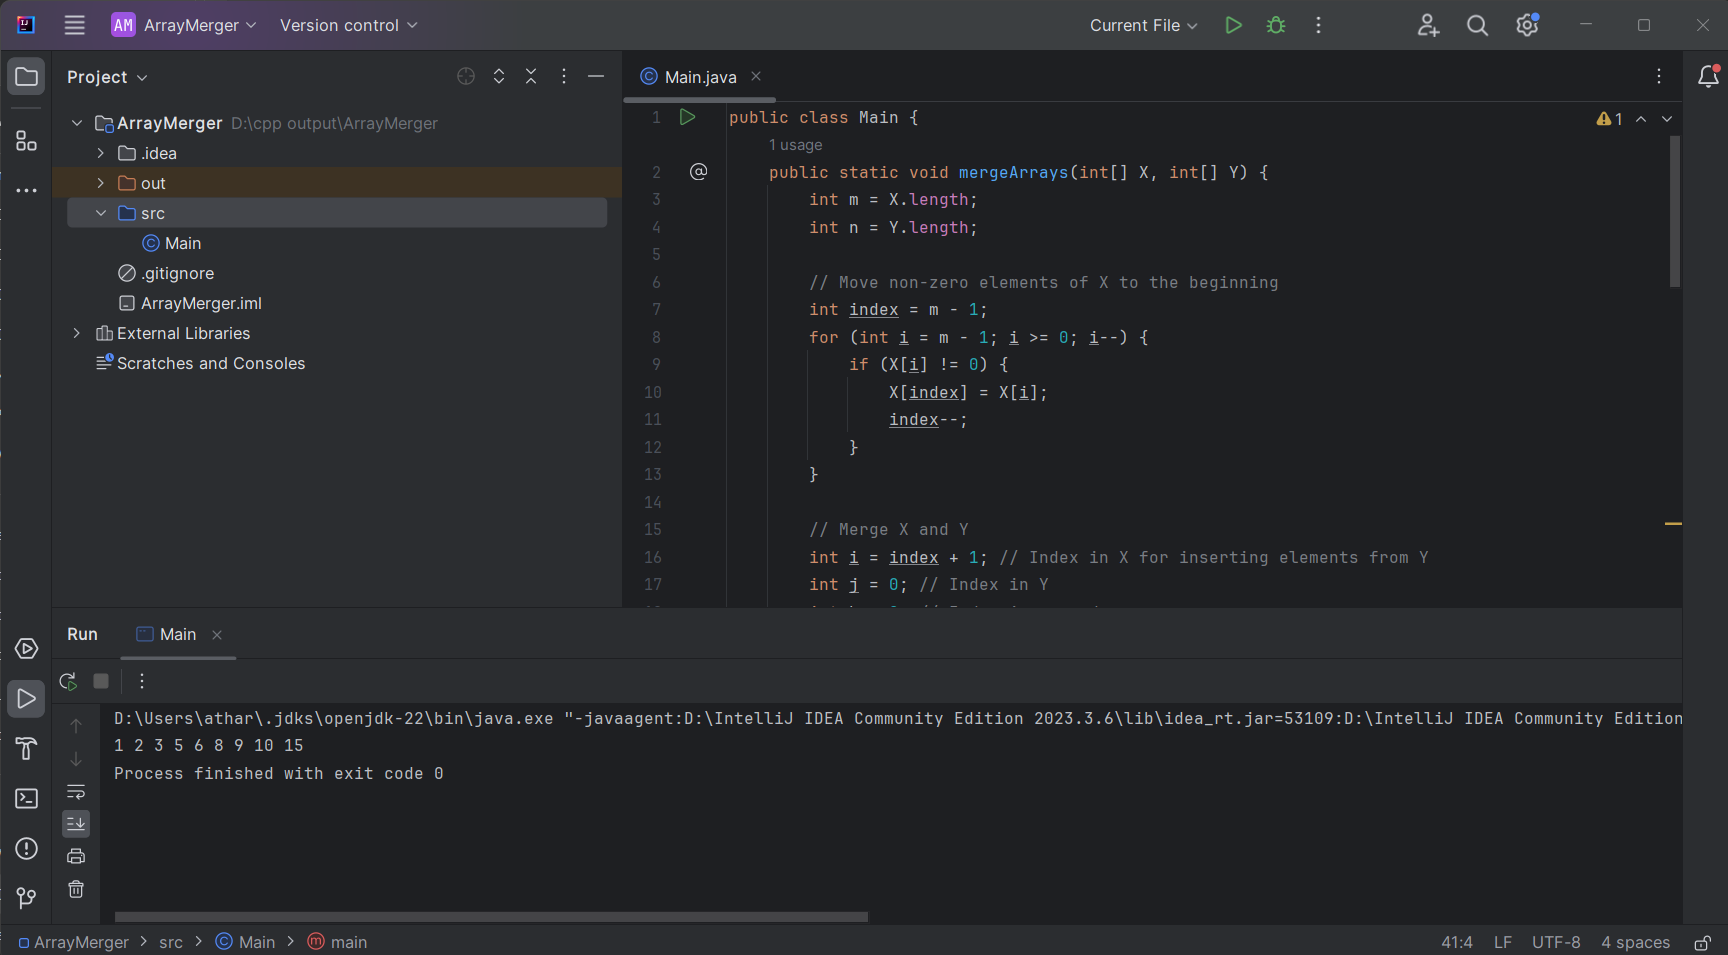 AM ArrayMerger Version control Current File
Project
ArrayMerger D:\cpp output\ArrayMerger
.idea
out
src
Main
.gitignore
ArrayMerger.iml
External Libraries
Scratches and Consoles
Main.java
1 public class Main {
1 usage
2 public static void mergeArrays(int[] X, int[] Y) {
3 int m = X.length;
4 int n = Y.length;
5
6 // Move non-zero elements of X to the beginning
7 int index = m - 1;
8 for (int i = m - 1; i >= 0; i--) {
9 if (X[i] != 0) {
10 X[index] = X[i];
11 index--;
12 }
13 }
14
15 // Merge X and Y
16 int i = index + 1; // Index in X for inserting elements from Y
17 int j = 0; // Index in Y
1
Run Main
D:\Users\athar\.jdks\openjdk-22\bin\java.exe "-javaagent:D:\IntelliJ IDEA Community Edition 2023.3.6\lib\idea_rt.jar=53109:D:\IntelliJ IDEA Community Edition
1 2 3 5 6 8 9 10 15
Process finished with exit code 0
ArrayMerger > src > Main > main 41:4 LF UTF-8 4 spaces